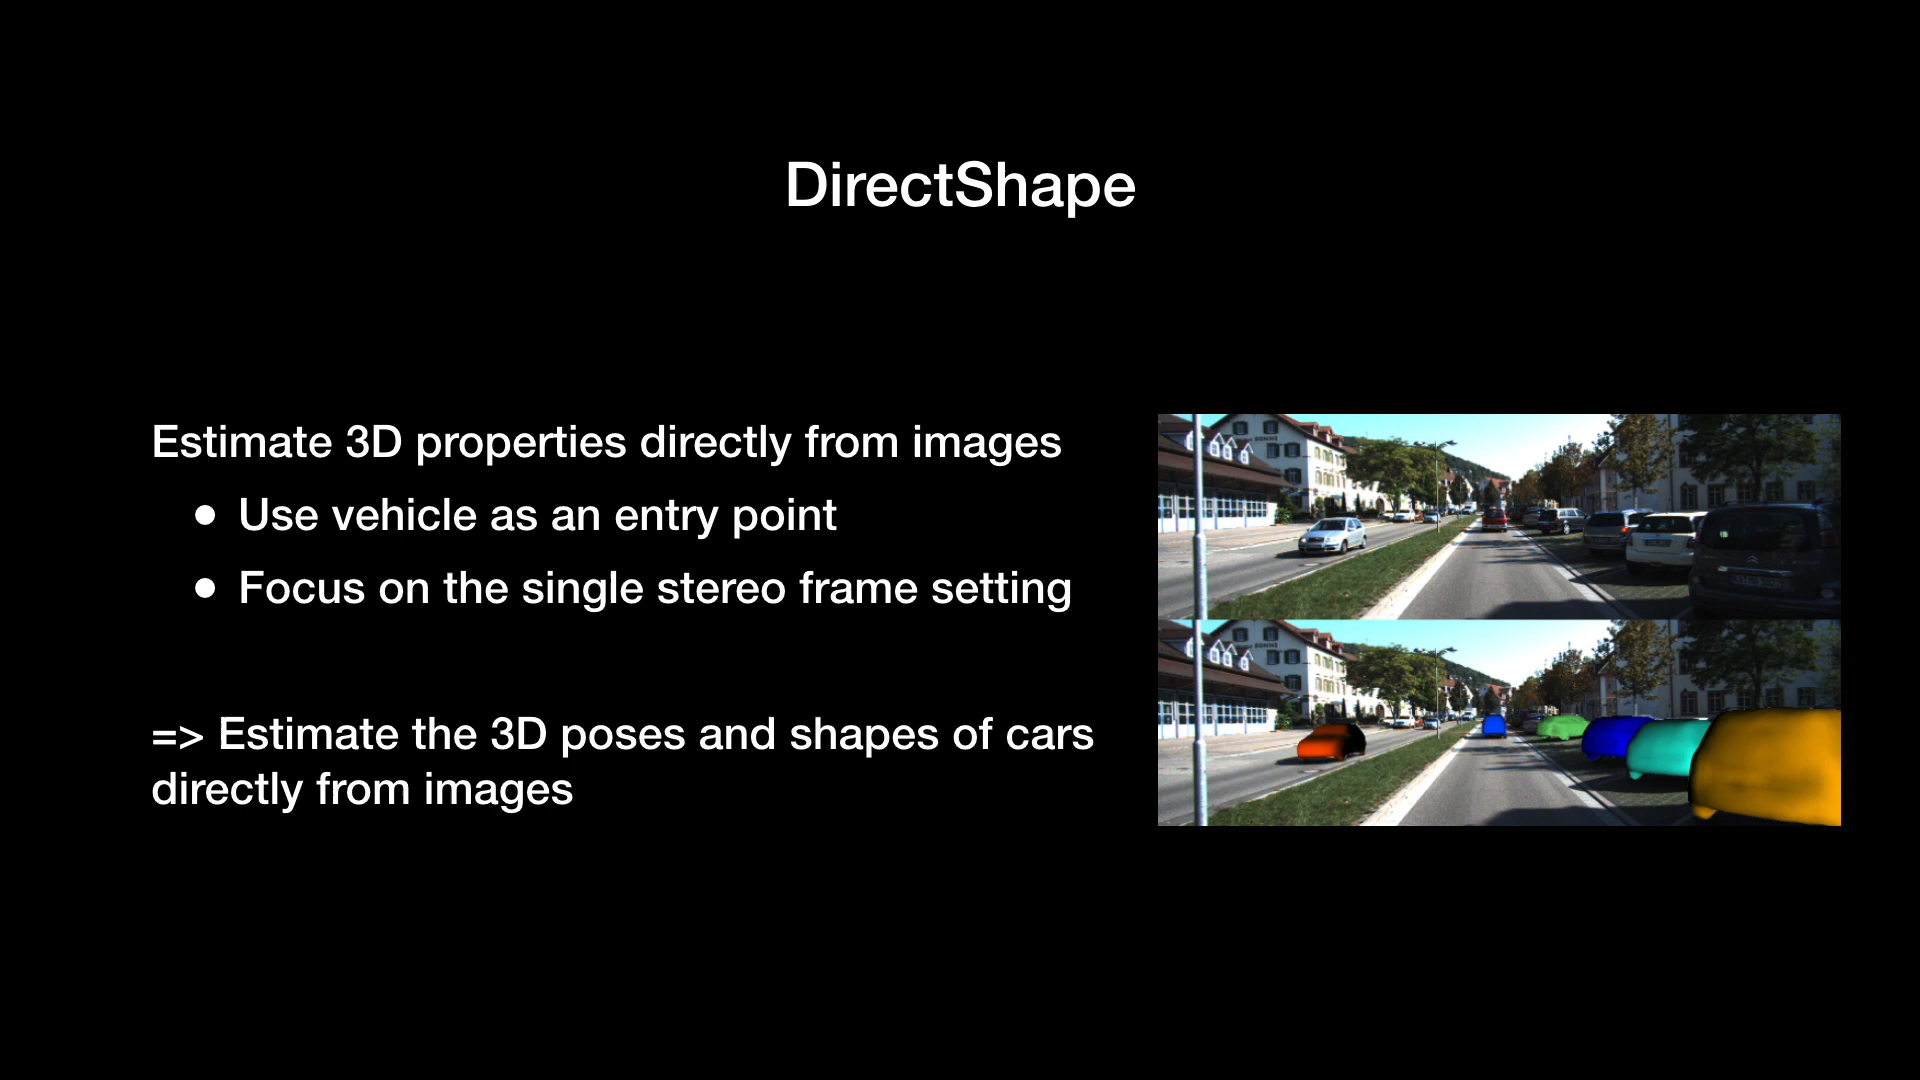 DirectShape
Estimate 3D properties directly from images
● Use vehicle as an entry point
● Focus on the single stereo frame setting
=> Estimate the 3D poses and shapes of cars
directly from images